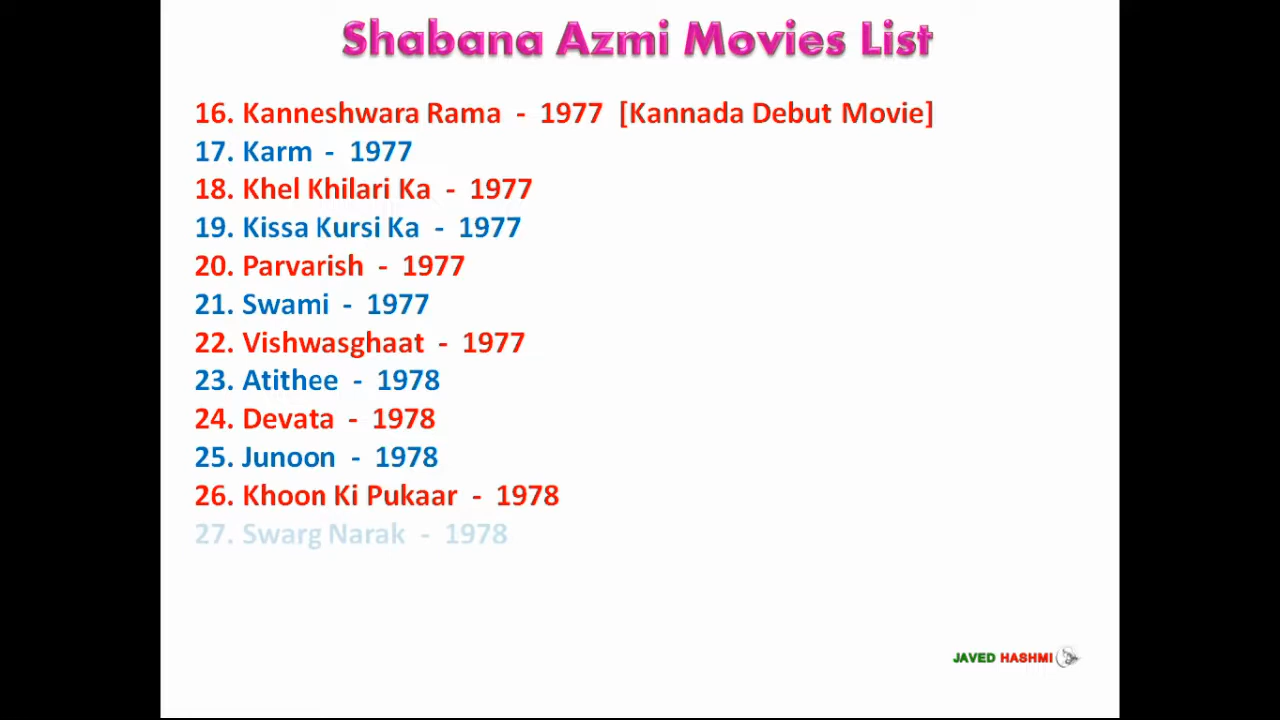 Shabana Azmi Movies List
16. Kanneshwara Rama - 1977 [Kannada Debut Movie]
17. Karm - 1977
18. Khel Khilari Ka - 1977
19. Kissa Kursi Ka - 1977
20. Parvarish - 1977
21. Swami - 1977
22. Vishwasghaat - 1977
23. Atithee - 1978
24. Devata - 1978
25. Junoon - 1978
26. Khoon Ki Pukaar - 1978
27. Swarg Narak - 1978
JAVED HASHMI